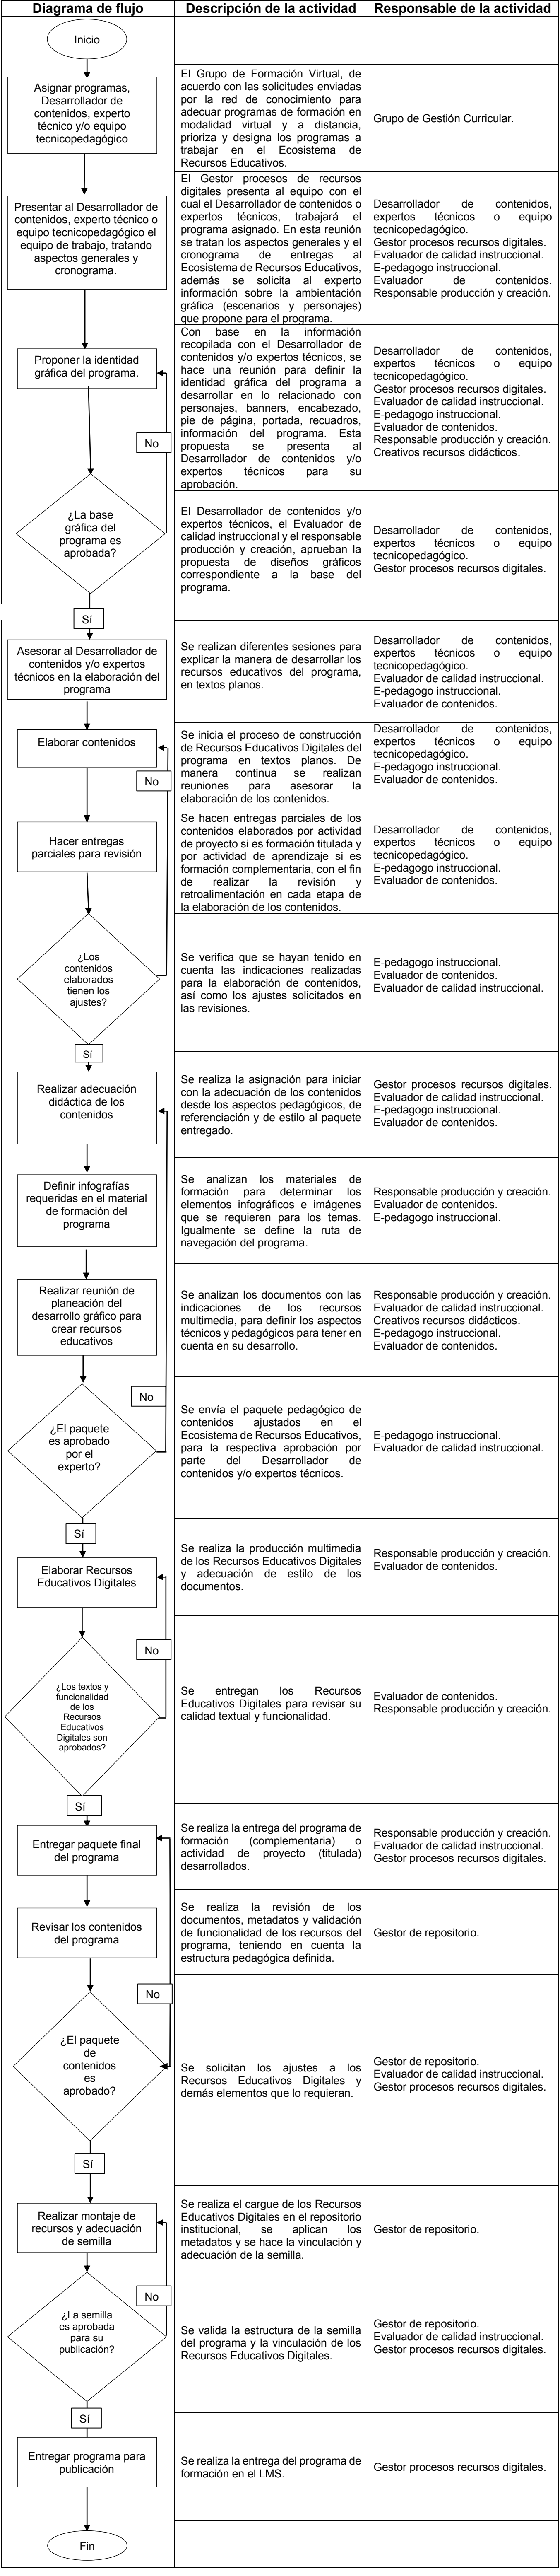 Diagrama de flujo
Descripción de la actividad
Responsable de la actividad
Inicio
Asignar programas,
Desarrollador de
contenidos, experto
técnico y/o equipo
tecnicopedagógico
El Grupo de Formación Virtual, de
acuerdo con las solicitudes enviadas
por la red de conocimiento para
adecuar programas de formación en
modalidad virtual y a distancia,
prioriza y designa los programas a
trabajar en el Ecosistema de
Recursos Educativos.
Grupo de Gestión Curricular.
Presentar al Desarrollador de
contenidos, experto técnico o
equipo tecnicopedagógico el
equipo de trabajo, tratando
aspectos generales y
cronograma.
El Gestor procesos de recursos
digitales presenta al equipo con el
cual el Desarrollador de contenidos o
expertos técnicos, trabajará el
programa asignado. En esta reunión
se tratan los aspectos generales y el
cronograma de entregas al
Ecosistema de Recursos Educativos,
además se solicita al experto
información sobre la ambientación
gráfica (escenarios y personajes)
que propone para el programa.
Desarrollador de contenidos,
expertos técnicos o equipo
tecnicopedagógico.
Gestor procesos recursos digitales.
Evaluador de calidad instruccional.
E-pedagogo instruccional.
Evaluador de contenidos.
Responsable producción y creación.
Proponer la identidad
gráfica del programa.
No
Con base en la información
recopilada con el Desarrollador de
contenidos y/o expertos técnicos, se
hace una reunión para definir la
identidad gráfica del programa a
desarrollar en lo relacionado con
personajes, banners, encabezado,
pie de página, portada, recuadros,
información del programa. Esta
propuesta se presenta al
Desarrollador de contenidos y/o
expertos técnicos para su
aprobación.
Desarrollador de contenidos,
expertos técnicos o equipo
tecnicopedagógico.
Gestor procesos recursos digitales.
Evaluador de calidad instruccional.
E-pedagogo instruccional.
Evaluador de contenidos.
Responsable producción y creación.
Creativos recursos didácticos.
¿La base
gráfica del
programa es
aprobada?
Sí
El Desarrollador de contenidos y/o
expertos técnicos, el Evaluador de
calidad instruccional y el responsable
producción y creación, aprueban la
propuesta de diseños gráficos
correspondiente a la base del
programa.
Desarrollador de contenidos,
expertos técnicos o equipo
tecnicopedagógico.
Gestor procesos recursos digitales.
Asesorar al Desarrollador de
contenidos y/o expertos
técnicos en la elaboración del
programa
Se realizan diferentes sesiones para
explicar la manera de desarrollar los
recursos educativos del programa,
en textos planos.
Desarrollador de contenidos,
expertos técnicos o equipo
tecnicopedagógico.
Evaluador de calidad instruccional.
E-pedagogo instruccional.
Evaluador de contenidos.
Elaborar contenidos
No
Se inicia el proceso de construcción
de Recursos Educativos Digitales del
programa en textos planos. De
manera continua se realizan
reuniones para asesorar la
elaboración de los contenidos.
Desarrollador de contenidos,
expertos técnicos o equipo
tecnicopedagógico.
E-pedagogo instruccional.
Evaluador de contenidos.
Hacer entregas
parciales para revisión
Se hacen entregas parciales de los
contenidos elaborados por actividad
de proyecto si es formación titulada y
por actividad de aprendizaje si es
formación complementaria, con el fin
de realizar la revisión y
retroalimentación en cada etapa de
la elaboración de los contenidos.
Desarrollador de contenidos,
expertos técnicos o equipo
tecnicopedagógico.
E-pedagogo instruccional.
Evaluador de contenidos.
¿Los
contenidos
elaborados
tienen los
ajustes?
Sí
Se verifica que se hayan tenido en
cuenta las indicaciones realizadas
para la elaboración de contenidos,
así como los ajustes solicitados en
las revisiones.
E-pedagogo instruccional.
Evaluador de contenidos.
Evaluador de calidad instruccional.
Realizar adecuación
didáctica de los
contenidos
Se realiza la asignación para iniciar
con la adecuación de los contenidos
desde los aspectos pedagógicos, de
referenciación y de estilo al paquete
entregado.
Gestor procesos recursos digitales.
Evaluador de calidad instruccional.
E-pedagogo instruccional.
Evaluador de contenidos.
Definir infografías
requeridas en el material
de formación del
programa
Se analizan los materiales de
formación para determinar los
elementos infográficos e imágenes
que se requieren para los temas.
Igualmente se define la ruta de
navegación del programa.
Responsable producción y creación.
Evaluador de contenidos.
E-pedagogo instruccional.
Realizar reunión de
planeación del
desarrollo gráfico para
crear recursos
educativos
Se analizan los documentos con las
indicaciones de los recursos
multimedia, para definir los aspectos
técnicos y pedagógicos para tener en
cuenta en su desarrollo.
Responsable producción y creación.
Evaluador de calidad instruccional.
Creativos recursos didácticos.
E-pedagogo instruccional.
Evaluador de contenidos.
No
¿El paquete
es aprobado
por el
experto?
Sí
Se envía el paquete pedagógico de
contenidos ajustados en el
Ecosistema de Recursos Educativos,
para la respectiva aprobación por
parte del Desarrollador de
contenidos y/o expertos técnicos.
E-pedagogo instruccional.
Evaluador de calidad instruccional.
Elaborar Recursos
Educativos Digitales
Se realiza la producción multimedia
de los Recursos Educativos Digitales
y adecuación de estilo de los
documentos.
Responsable producción y creación.
Evaluador de contenidos.
No
¿Los textos y
funcionalidad
de los
Recursos
Educativos
Digitales son
aprobados?
Sí
Se entregan los Recursos
Educativos Digitales para revisar su
calidad textual y funcionalidad.
Evaluador de contenidos.
Responsable producción y creación.
Entregar paquete final
del programa
Se realiza la entrega del programa de
formación (complementaria) o
actividad de proyecto (titulada)
desarrollados.
Responsable producción y creación.
Evaluador de calidad instruccional.
Gestor procesos recursos digitales.
Revisar los contenidos
del programa
Se realiza la revisión de los
documentos, metadatos y validación
de funcionalidad de los recursos del
programa, teniendo en cuenta la
estructura pedagógica definida.
Gestor de repositorio.
No
¿El paquete
de
contenidos
es
aprobado?
Sí
Se solicitan los ajustes a los
Recursos Educativos Digitales y
demás elementos que lo requieran.
Gestor de repositorio.
Evaluador de calidad instruccional.
Gestor procesos recursos digitales.
Realizar montaje de
recursos y adecuación
de semilla
Se realiza el cargue de los Recursos
Educativos Digitales en el repositorio
institucional, se aplican los
metadatos y se hace la vinculación y
adecuación de la semilla.
Gestor de repositorio.
No
¿La semilla
es aprobada
para su
publicación?
Sí
Se valida la estructura de la semilla
del programa y la vinculación de los
Recursos Educativos Digitales.
Gestor de repositorio.
Evaluador de calidad instruccional.
Gestor procesos recursos digitales.
Entregar programa para
publicación
Se realiza la entrega del programa de
formación en el LMS.
Gestor procesos recursos digitales.
Fin